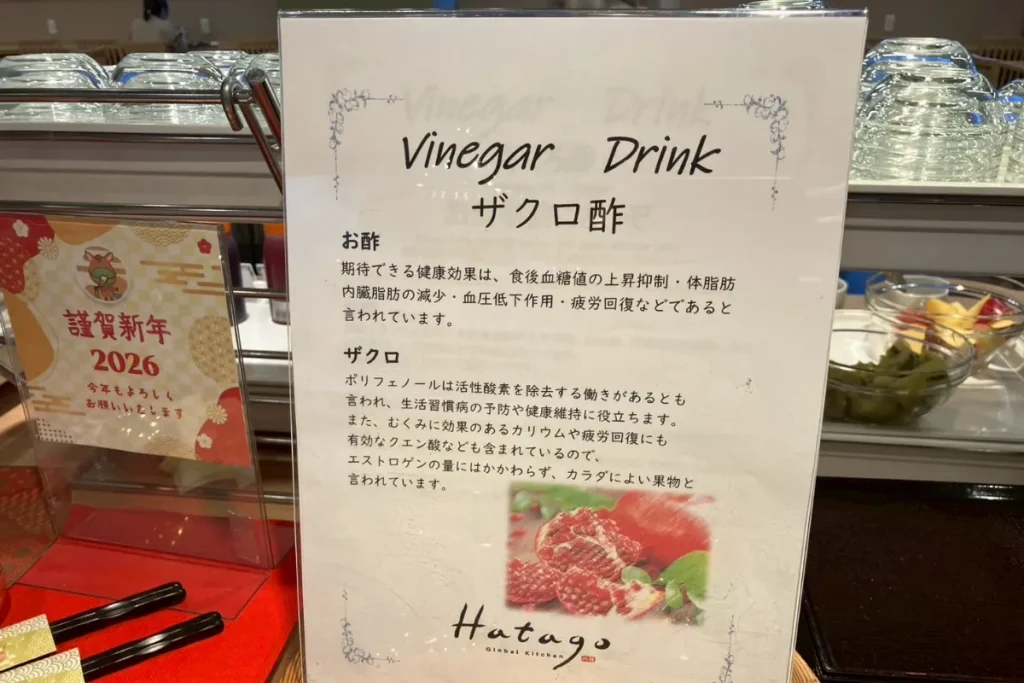 Vinegar Drink
ザクロ酢
お酢
期待できる健康効果は、食後血糖値の上昇抑制・体脂肪
内臓脂肪の減少・血圧低下作用・疲労回復などであると
言われています。
ザクロ
ポリフェノールは活性酸素を除去する働きがあるとも
言われ、生活習慣病の予防や健康維持に役立ちます。
また、むくみに効果のあるカリウムや疲労回復にも
有効なクエン酸なども含まれているので、
エストロゲンの量にはかかわらず、カラダによい果物と
言われています。
Hatago
Global Kitchen
謹賀新年
2026
今年もよろしく
お願いいたします